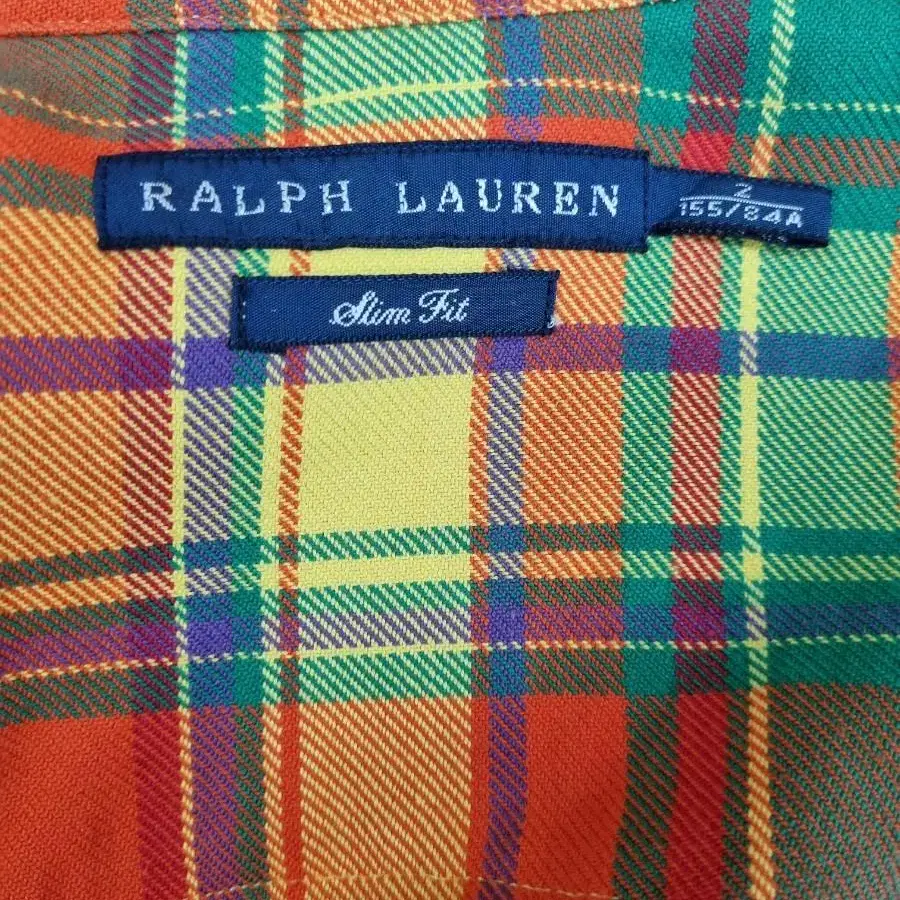 RALPH LAUREN
2
155/84A
Slim Fit